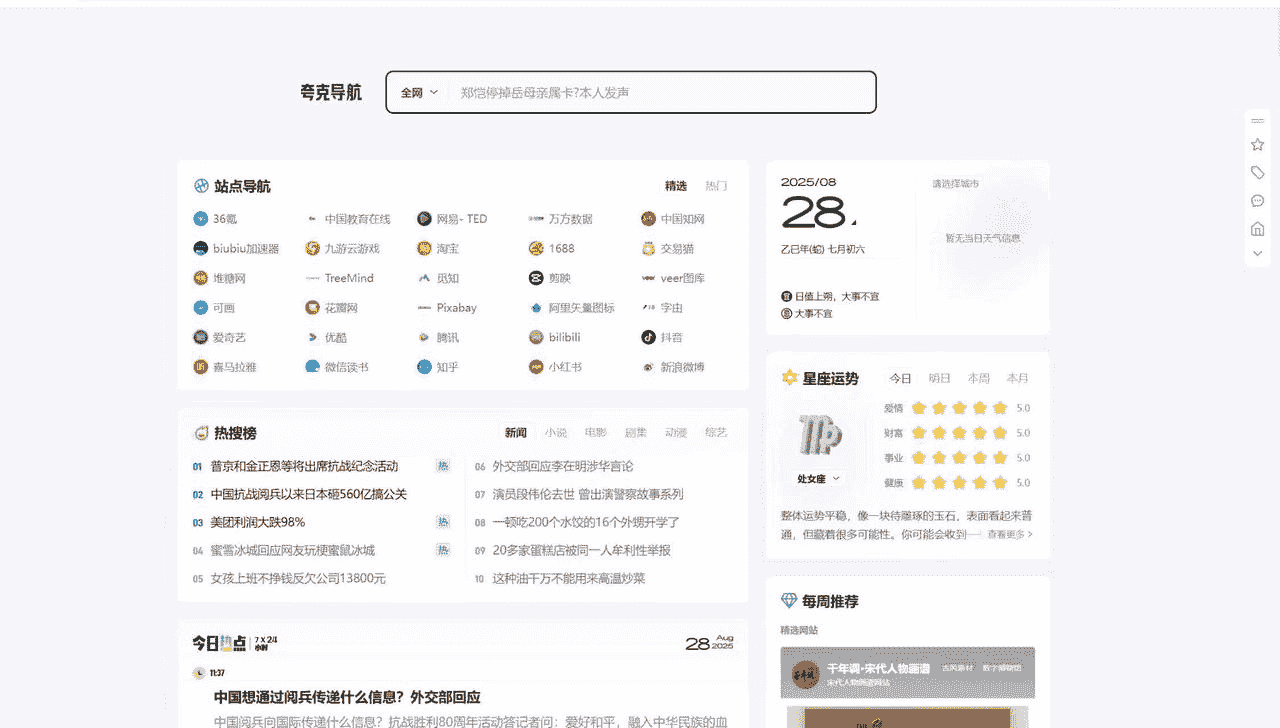 夸克导航
全网 郑恺停掉岳母亲属卡?本人发声
站点导航 精选 热门
36氪 中国教育在线 网易- TED 万方数据 中国知网
biubiu加速器 九游云游戏 淘宝 1688 交易猫
堆糖网 TreeMind 觅知 剪映 veer图库
可画 花瓣网 Pixabay 阿里矢量图标 字由
爱奇艺 优酷 腾讯 bilibili 抖音
喜马拉雅 微信读书 知乎 小红书 新浪微博
热搜榜 新闻 小说 电影 剧集 动漫 综艺
01 普京和金正恩等将出席抗战纪念活动 热
02 中国抗战阅兵以来日本砸560亿搞公关
03 美团利润大跌98% 热
04 蜜雪冰城回应网友玩梗蜜鼠冰城 热
05 女孩上班不挣钱反欠公司13800元
06 外交部回应李在明涉华言论
07 演员段伟伦去世 曾出演警察故事系列
08 一顿吃200个水饺的16个外甥开学了
09 20多家蛋糕店被同一人牟利性举报
10 这种油千万不能用来高温炒菜
今日热点 7x24小时 28 Aug 2025
11:37
中国想通过阅兵传递什么信息？外交部回应
中国阅兵向国际传递什么信息？抗战胜利80周年活动答记者问：爱好和平，融入中华民族的血
2025/08
28
乙巳年(蛇) 七月初六
宜 日值上朔，大事不宜
忌 大事不宜
请选择城市
暂无当日天气信息
星座运势 今日 明日 本周 本月
处女座
爱情 5.0
财富 5.0
事业 5.0
健康 5.0
整体运势平稳，像一块待雕琢的玉石，表面看起来普
通，但藏着很多可能性。你可能会收到一 查看更多 >
每周推荐
精选网站
千年调·宋代人物画谱 古风素材 数字博物馆
宋代人物画谱网站